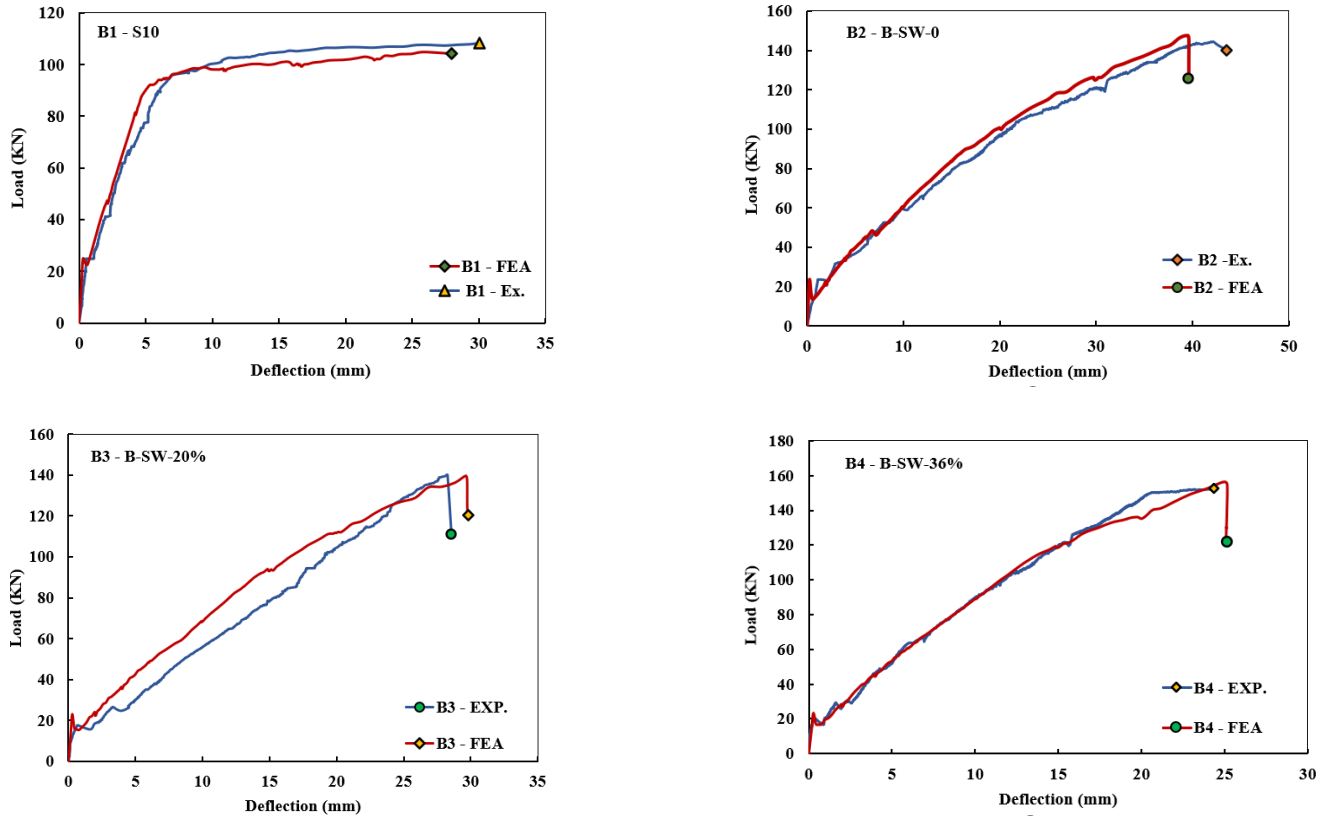 B1 - S10
Load (KN)
120
100
80
60
40
20
0
B1 - FEA
B1 - Ex.
0 5 10 15 20 25 30 35
Deflection (mm)
B2 - B-SW-0
Load (KN)
160
140
120
100
80
60
40
20
0
B2 -Ex.
B2 - FEA
0 10 20 30 40 50
Deflection (mm)
B3 - B-SW-20%
Load (KN)
160
140
120
100
80
60
40
20
0
B3 - EXP.
B3 - FEA
0 5 10 15 20 25 30 35
Deflection (mm)
B4 - B-SW-36%
Load (KN)
180
160
140
120
100
80
60
40
20
0
B4 - EXP.
B4 - FEA
0 5 10 15 20 25 30
Deflection (mm)